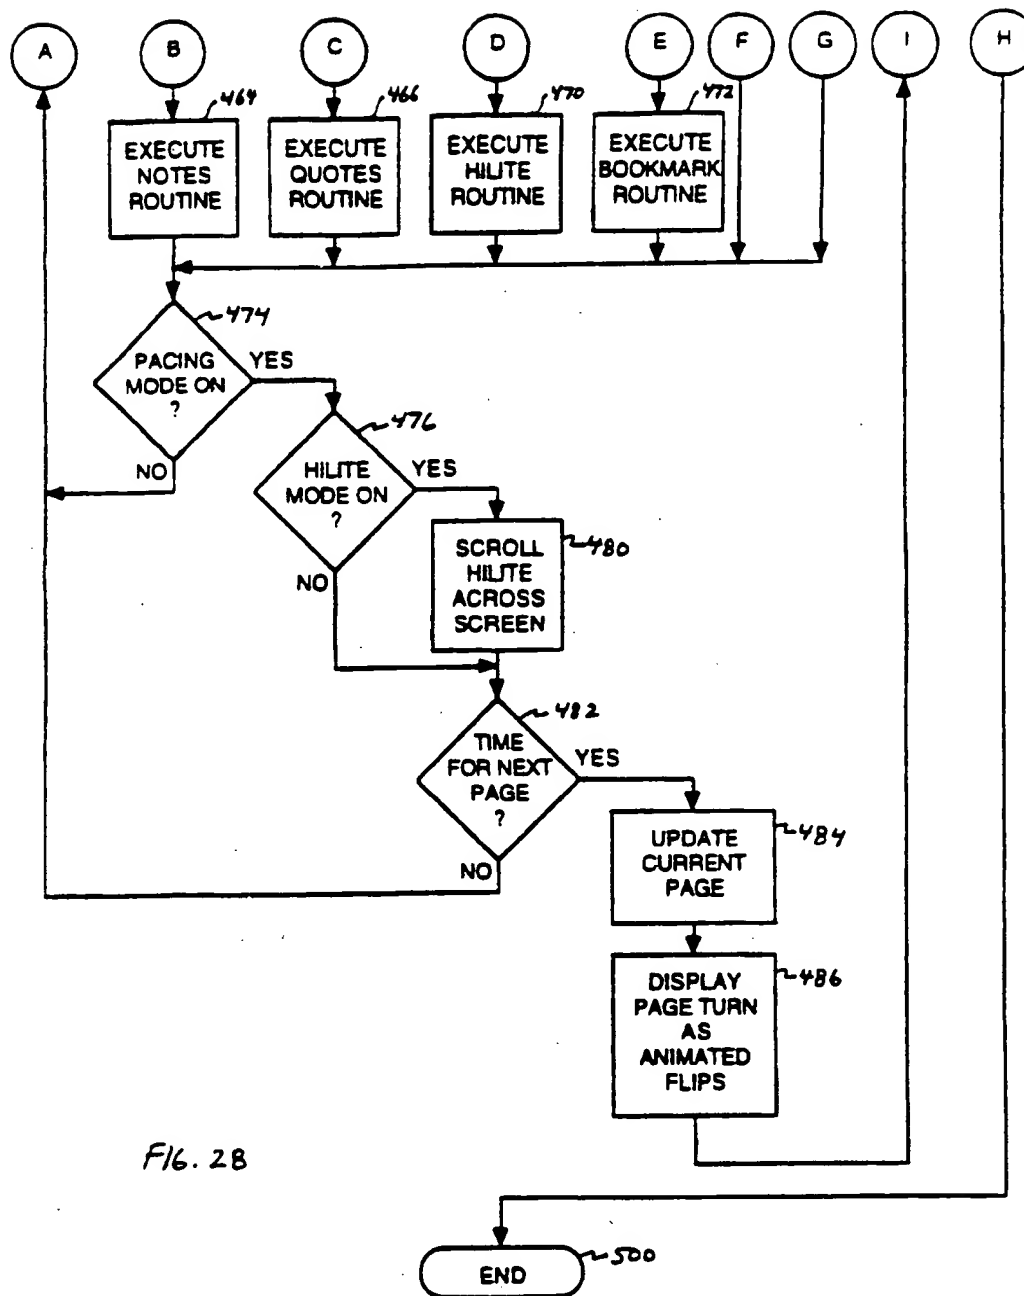 A
B
C
D
E
F
G
I
H
464
466
470
472
EXECUTE
NOTES
ROUTINE
EXECUTE
QUOTES
ROUTINE
EXECUTE
HILITE
ROUTINE
EXECUTE
BOOKMARK
ROUTINE
474
PACING
MODE ON
?
YES
NO
476
HILITE
MODE ON
?
YES
NO
480
SCROLL
HILITE
ACROSS
SCREEN
482
TIME
FOR NEXT
PAGE
?
YES
NO
484
UPDATE
CURRENT
PAGE
486
DISPLAY
PAGE TURN
AS
ANIMATED
FLIPS
FIG. 28
500
END